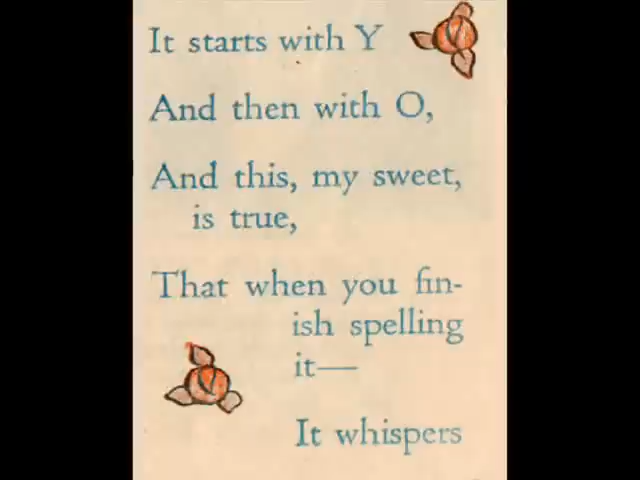 It starts with Y
And then with O,
And this, my sweet,
is true,
That when you fin-
ish spelling
it—
It whispers